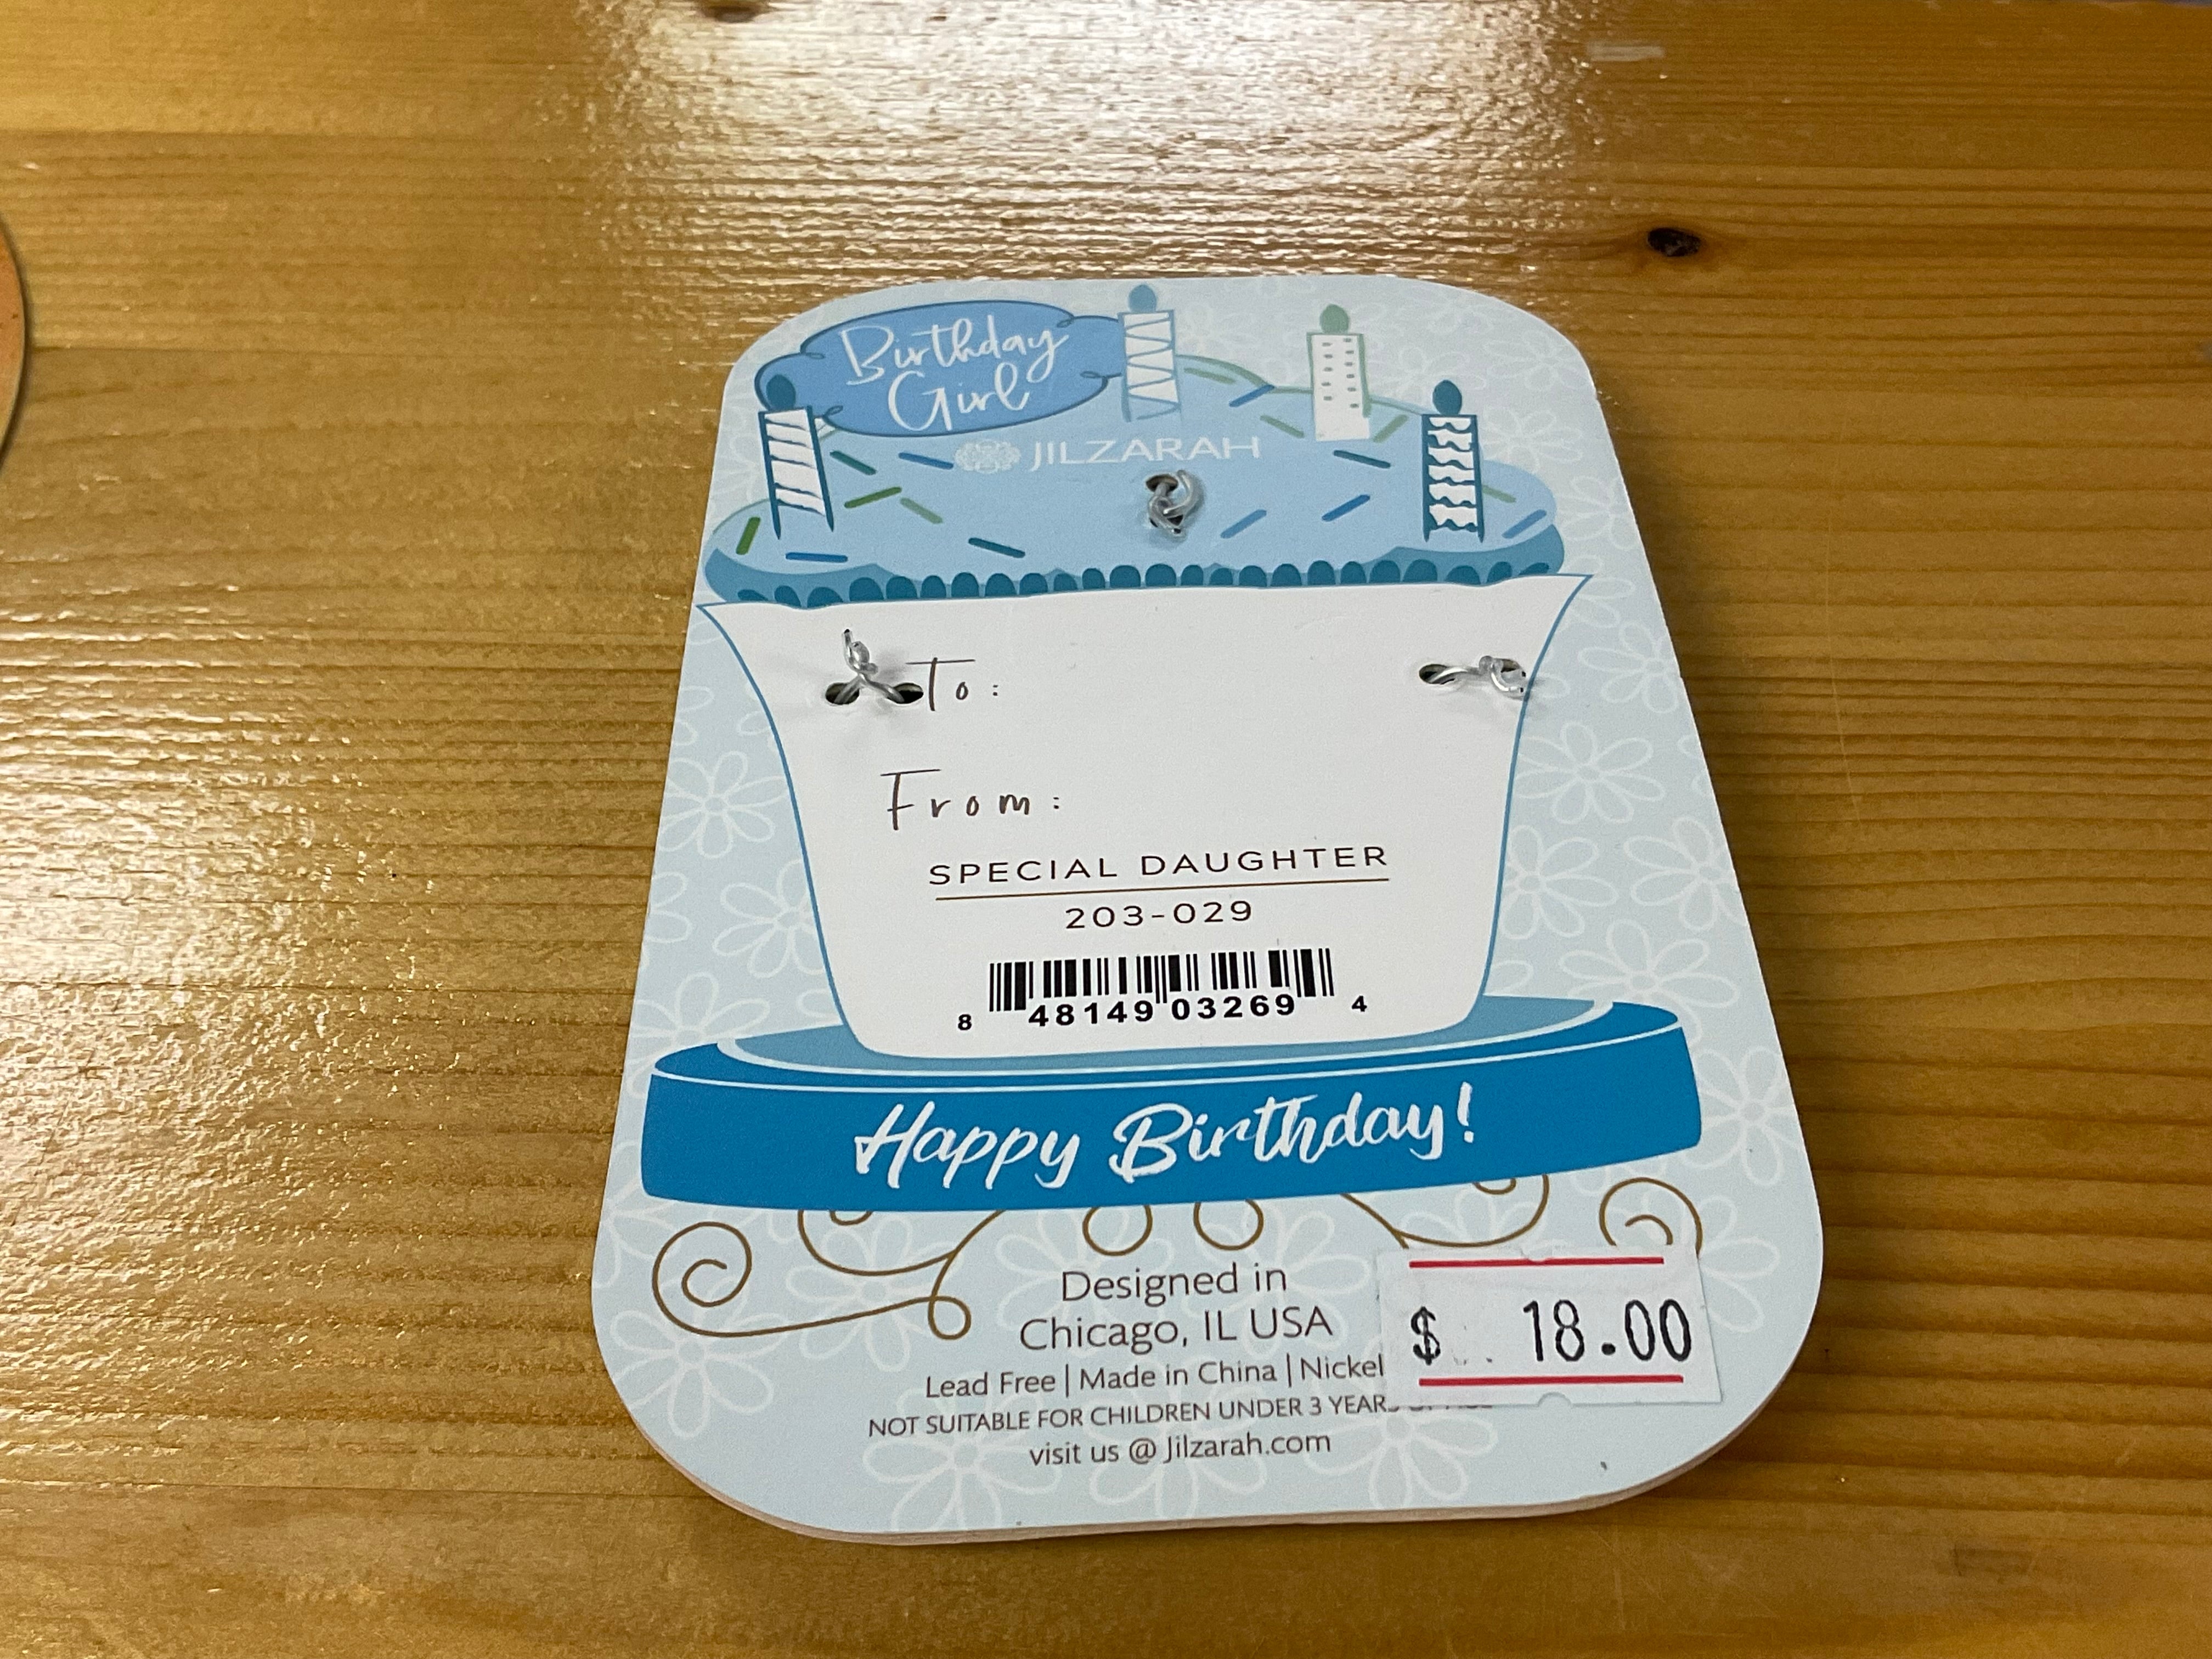 Birthday
Girl
JILZARAH
To:
From:
SPECIAL DAUGHTER
203-029
8 48149 03269 4
Happy Birthday!
Designed in
Chicago, IL USA
Lead Free | Made in China | Nickel
$ 18.00
NOT SUITABLE FOR CHILDREN UNDER 3 YEARS
visit us @ Jilzarah.com